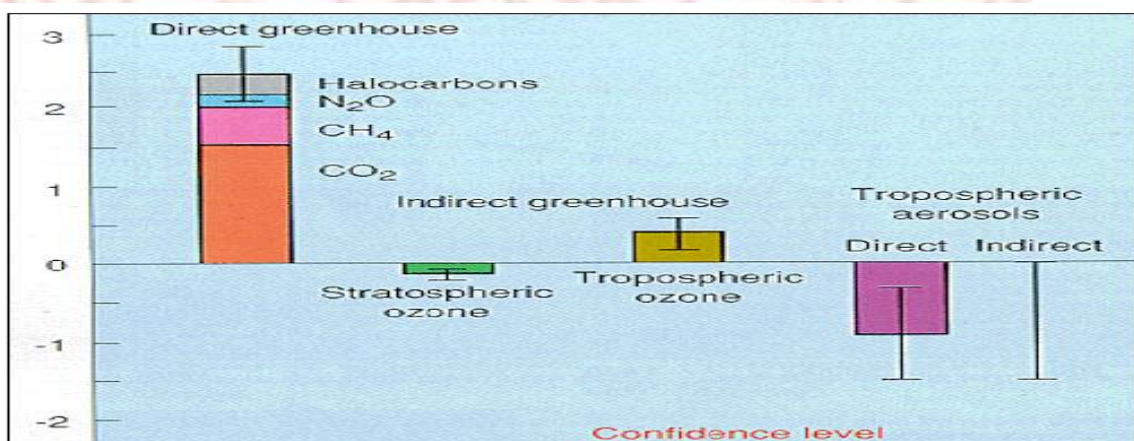 3
2
1
0
-1
-2
Direct greenhouse
Halocarbons
N₂O
CH₄
CO₂
Indirect greenhouse
Stratospheric
ozone
Tropospheric
ozone
Tropospheric
aerosols
Direct Indirect
Confidence level